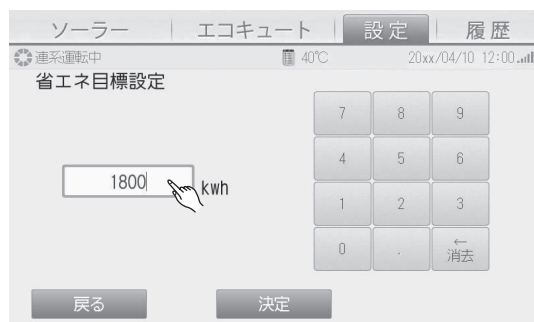 ソーラー エコキュート 設定 履歴
連系運転中 40℃ 20xx/04/10 12:00
省エネ目標設定
7 8 9
4 5 6
1800 kwh
1 2 3
0 . ←
消去
戻る 決定